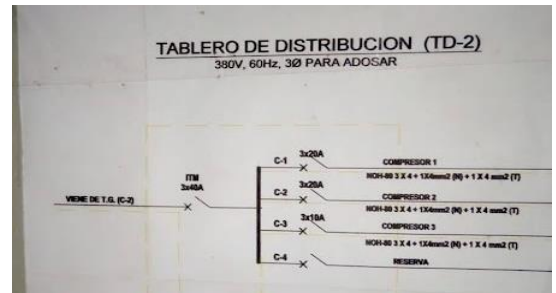 TABLERO DE DISTRIBUCION (TD-2)
380V, 60Hz, 3Ø PARA ADOSAR
VIENE DE T.G. (C-2)
ITM
3x40A
C-1
3x20A
COMPRESOR 1
NOH-80 3 X 4 + 1X4mm2 (N) + 1 X 4 mm2 (T)
C-2
3x20A
COMPRESOR 2
NOH-80 3 X 4 + 1X4mm2 (N) + 1 X 4 mm2 (T)
C-3
3x10A
COMPRESOR 3
NOH-80 3 X 4 + 1X4mm2 (N) + 1 X 4 mm2 (T)
C-4
RESERVA